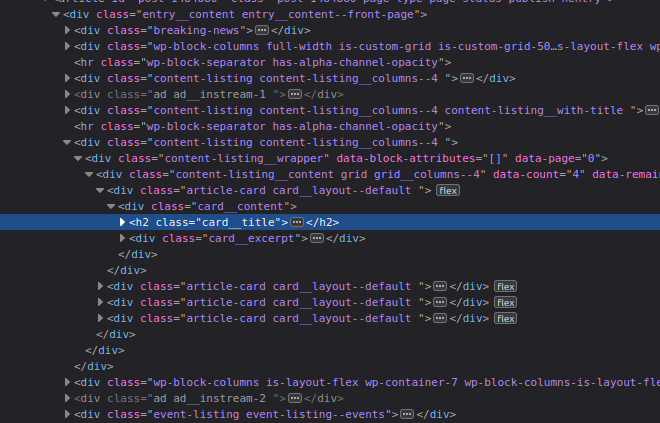 <div class="entry__content entry__content--front-page">
<div class="breaking-news">…</div>
<div class="wp-block-columns full-width is-custom-grid is-custom-grid-50…s-layout-flex wp
<hr class="wp-block-separator has-alpha-channel-opacity">
<div class="content-listing content-listing__columns--4 ">…</div>
<div class="ad ad__instream-1 ">…</div>
<div class="content-listing content-listing__columns--4 content-listing__with-title ">…
<hr class="wp-block-separator has-alpha-channel-opacity">
<div class="content-listing content-listing__columns--4 ">
<div class="content-listing__wrapper" data-block-attributes="[]" data-page="0">
<div class="content-listing__content grid grid__columns--4" data-count="4" data-remai
<div class="article-card card__layout--default "> flex
<div class="card__content">
<h2 class="card__title">…</h2>
<div class="card__excerpt">…</div>
</div>
</div>
<div class="article-card card__layout--default ">…</div> flex
<div class="article-card card__layout--default ">…</div> flex
<div class="article-card card__layout--default ">…</div> flex
</div>
</div>
</div>
<div class="wp-block-columns is-layout-flex wp-container-7 wp-block-columns-is-layout-fle
<div class="ad ad__instream-2 ">…</div>
<div class="event-listing event-listing--events">…</div>